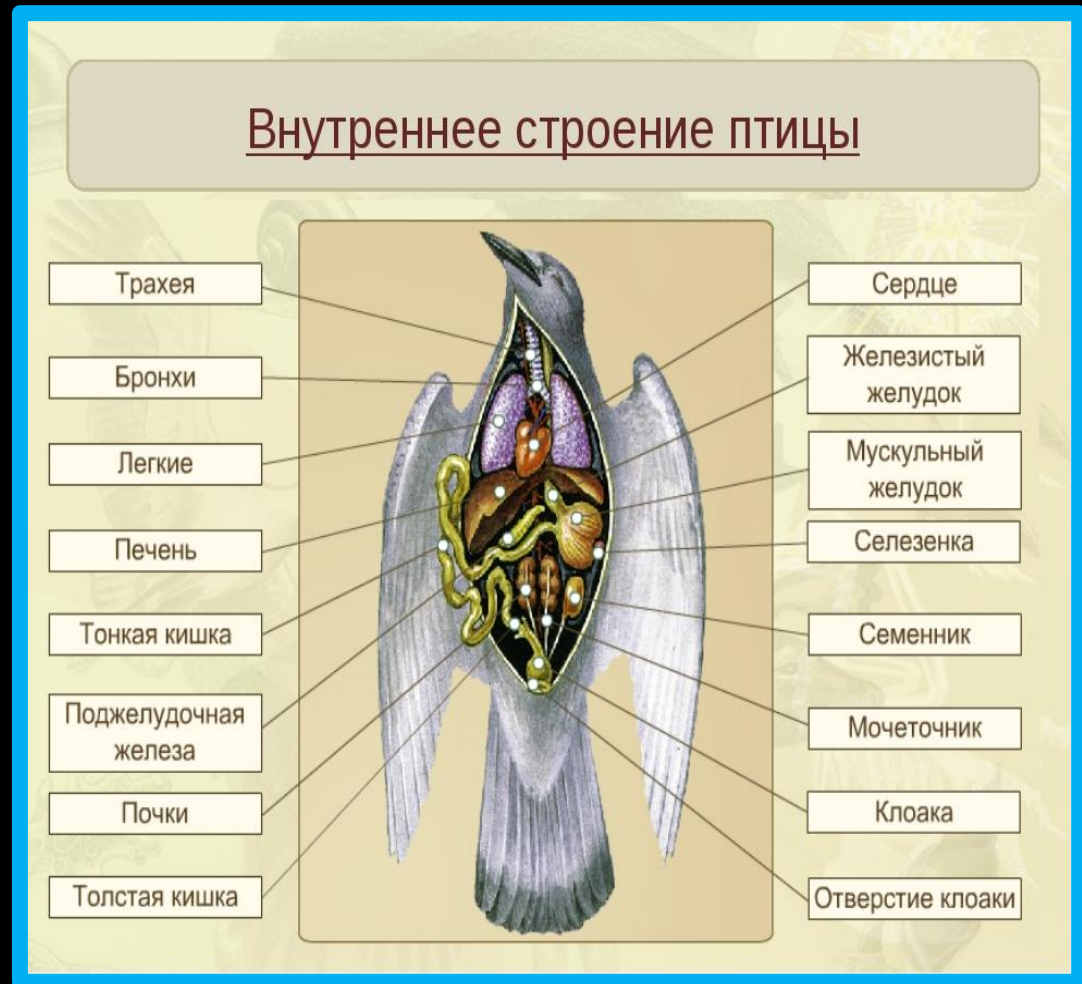 Внутреннее строение птицы
Трахея
Бронхи
Легкие
Печень
Тонкая кишка
Поджелудочная
железа
Почки
Толстая кишка
Сердце
Железистый
желудок
Мускульный
желудок
Селезенка
Семенник
Мочеточник
Клоака
Отверстие клоаки